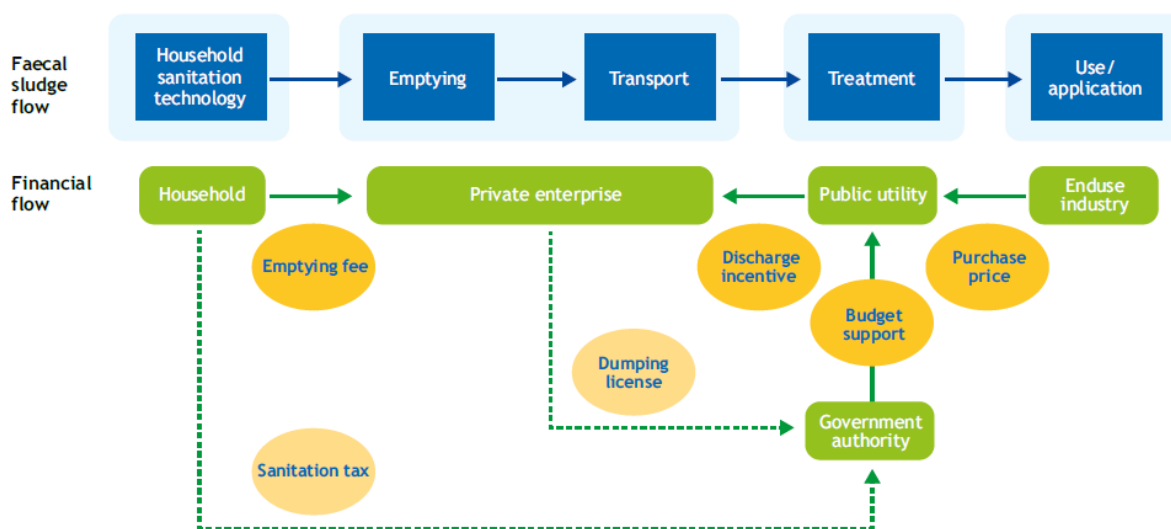 Faecal
sludge
flow
Household
sanitation
technology
Emptying
Transport
Treatment
Use/
application
Financial
flow
Household
Private enterprise
Public utility
Enduse
industry
Emptying fee
Discharge
incentive
Purchase
price
Budget
support
Dumping
license
Government
authority
Sanitation tax